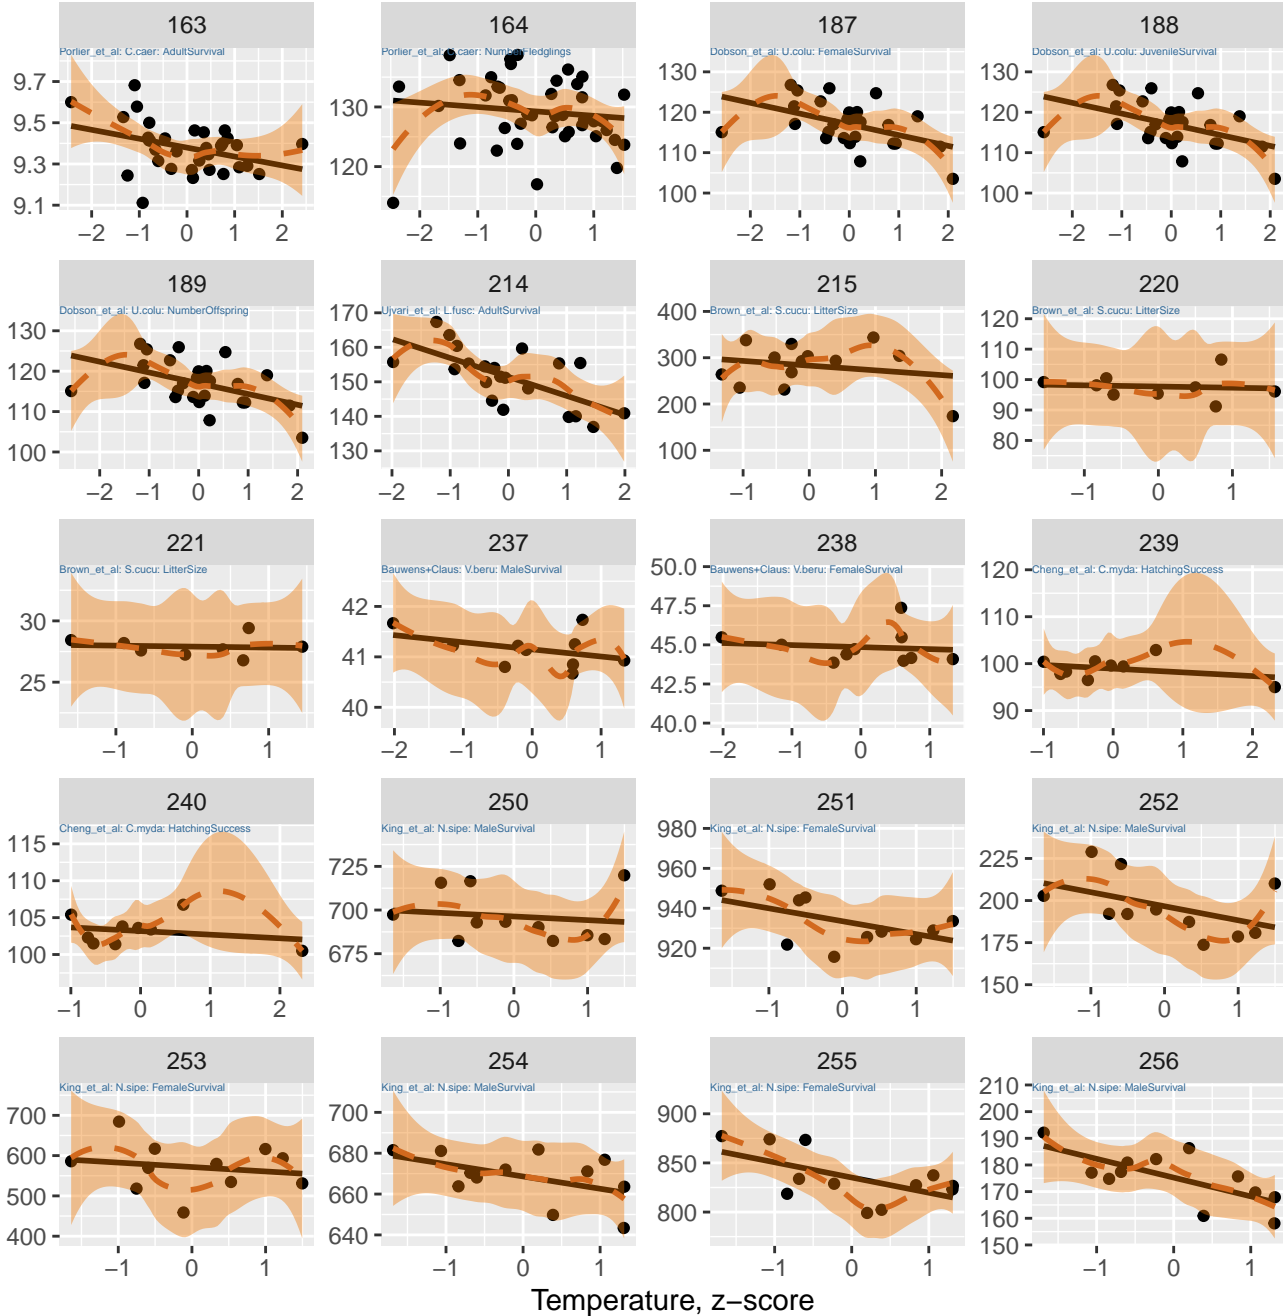 163 164 187 188
Porlier_et_al: C.caer: AdultSurvival Porlier_et_al: C.caer: NumberFledglings Dobson_et_al: U.colu: FemaleSurvival Dobson_et_al: U.colu: JuvenileSurvival
9.7 9.5 9.3 9.1
130 120
130 120 110 100
130 120 110 100
−2 −1 0 1 2
−2 −1 0 1
−2 −1 0 1 2
−2 −1 0 1 2
189 214 215 220
Dobson_et_al: U.colu: NumberOffspring Ujvari_et_al: L.fusc: AdultSurvival Brown_et_al: S.cucu: LitterSize Brown_et_al: S.cucu: LitterSize
130 120 110 100
170 160 150 140 130
400 300 200 100
120 110 100 90 80
−2 −1 0 1 2
−2 −1 0 1 2
−1 0 1 2
−1 0 1
221 237 238 239
Brown_et_al: S.cucu: LitterSize Bauwens+Claus: V.beru: MaleSurvival Bauwens+Claus: V.beru: FemaleSurvival Cheng_et_al: C.myda: HatchingSuccess
30 25
42 41 40
50.0 47.5 45.0 42.5 40.0
120 110 100 90
−1 0 1
−2 −1 0 1
−2 −1 0 1
−1 0 1 2
240 250 251 252
Cheng_et_al: C.myda: HatchingSuccess King_et_al: N.sipe: MaleSurvival King_et_al: N.sipe: FemaleSurvival King_et_al: N.sipe: MaleSurvival
115 110 105 100
725 700 675
980 960 940 920
225 200 175 150
−1 0 1 2
−1 0 1
−1 0 1
−1 0 1
253 254 255 256
King_et_al: N.sipe: FemaleSurvival King_et_al: N.sipe: MaleSurvival King_et_al: N.sipe: FemaleSurvival King_et_al: N.sipe: MaleSurvival
700 600 500 400
700 680 660 640
900 850 800
210 200 190 180 170 160 150
−1 0 1
−1 0 1
−1 0 1
−1 0 1
Temperature, z−score